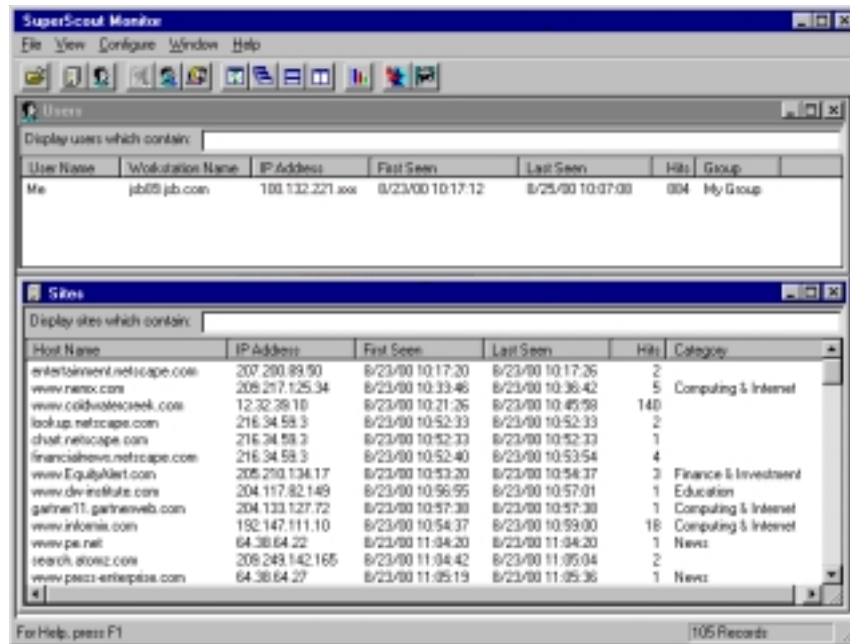 SuperScout Monitor
File View Configure Window Help
Users
Display users which contain:
User Name Workstation Name IP Address First Seen Last Seen Hits Group
Me jsb09.jsb.com 100.132.221.xxx 8/23/00 10:17:12 8/25/00 10:07:08 884 My Group
Sites
Display sites which contain:
Host Name IP Address First Seen Last Seen Hits Category
entertainment.netscape.com 207.200.89.50 8/23/00 10:17:20 8/23/00 10:17:26 2
209.217.125.34 8/23/00 10:33:46 8/23/00 10:36:42 5 Computing & Internet
www.coldwatercreek.com 12.32.39.10 8/23/00 10:21:26 8/23/00 10:45:58 140
lookup.netscape.com 216.34.59.3 8/23/00 10:52:33 8/23/00 10:52:33 2
chart.netscape.com 216.34.59.3 8/23/00 10:52:33 8/23/00 10:52:33 1
financialnews.netscape.com 216.34.59.3 8/23/00 10:52:40 8/23/00 10:53:54 4
www.EquityAlert.com 205.210.134.17 8/23/00 10:53:20 8/23/00 10:54:37 3 Finance & Investment
www.dw-institute.com 204.117.82.149 8/23/00 10:56:55 8/23/00 10:57:01 1 Education
gartner11.gartnerweb.com 204.133.127.72 8/23/00 10:57:38 8/23/00 10:57:38 1 Computing & Internet
www.informix.com 192.147.111.10 8/23/00 10:54:37 8/23/00 10:59:00 18 Computing & Internet
www.pe.net 64.38.64.22 8/23/00 11:04:20 8/23/00 11:04:20 1 News
search.atomz.com 209.249.142.165 8/23/00 11:04:42 8/23/00 11:05:04 2
www.press-enterprise.com 64.38.64.27 8/23/00 11:05:19 8/23/00 11:05:36 1 News
For Help, press F1
105 Records